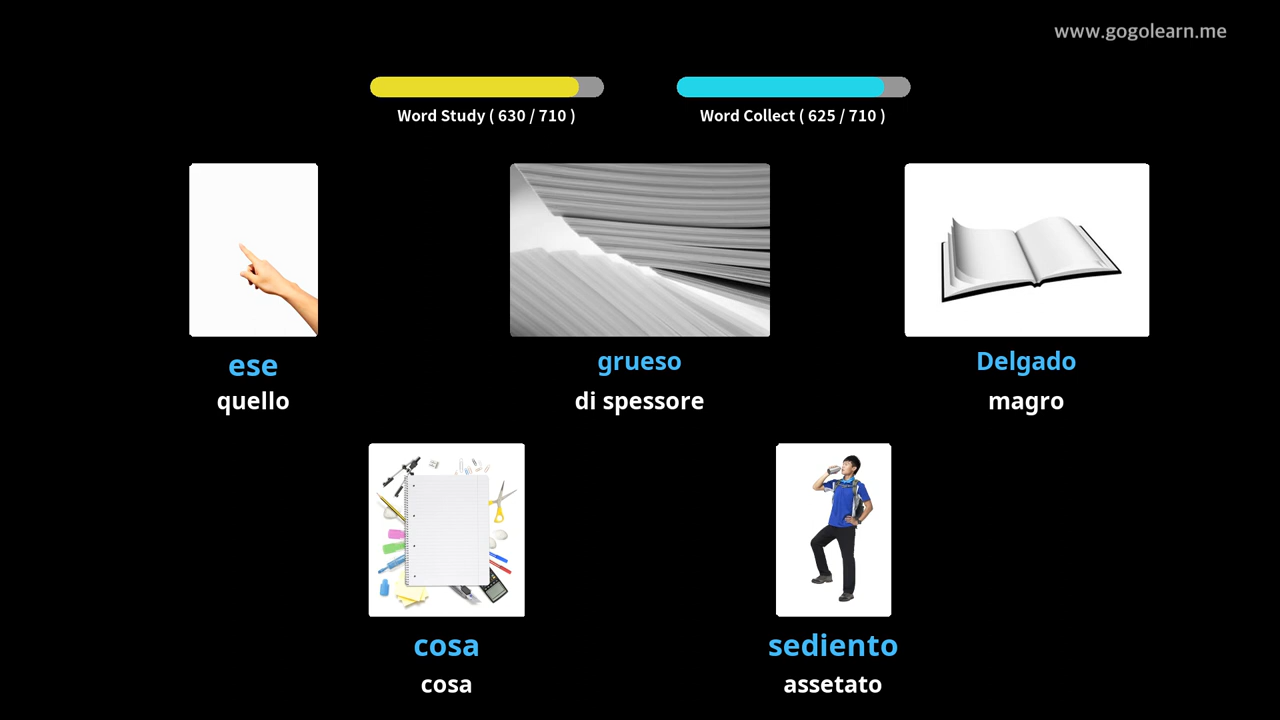 www.gogolearn.me
Word Study ( 630 / 710 )
Word Collect ( 625 / 710 )
ese
quello
grueso
di spessore
Delgado
magro
cosa
cosa
sediento
assetato